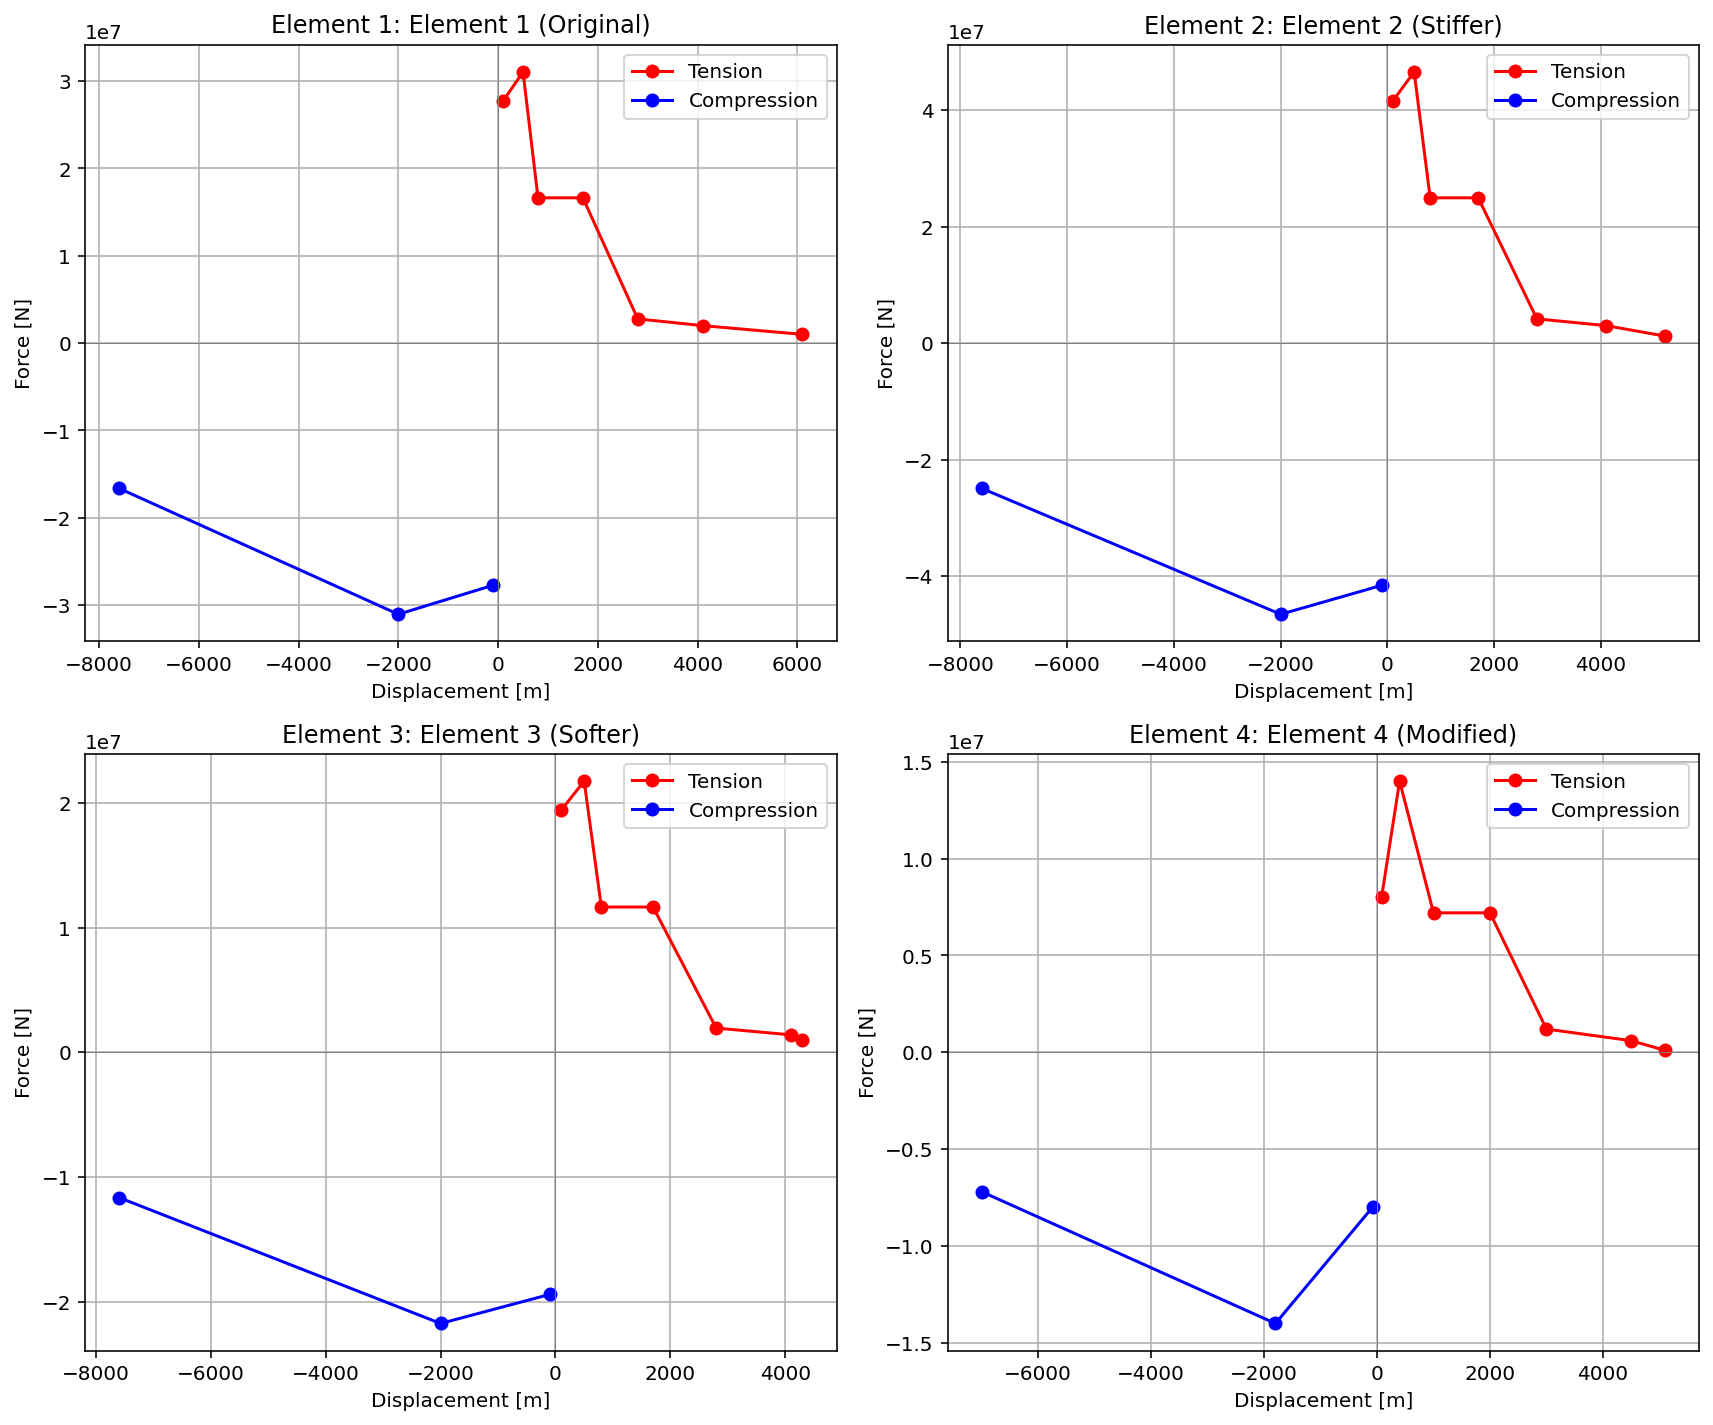 Element 1: Element 1 (Original)
1e7
Tension
Compression
3
2
1
0
−1
−2
−3
Force [N]
−8000 −6000 −4000 −2000 0 2000 4000 6000
Displacement [m]
Element 2: Element 2 (Stiffer)
1e7
Tension
Compression
4
2
0
−2
−4
Force [N]
−8000 −6000 −4000 −2000 0 2000 4000
Displacement [m]
Element 3: Element 3 (Softer)
1e7
Tension
Compression
2
1
0
−1
−2
Force [N]
−8000 −6000 −4000 −2000 0 2000 4000
Displacement [m]
Element 4: Element 4 (Modified)
1e7
Tension
Compression
1.5
1.0
0.5
0.0
−0.5
−1.0
−1.5
Force [N]
−6000 −4000 −2000 0 2000 4000
Displacement [m]